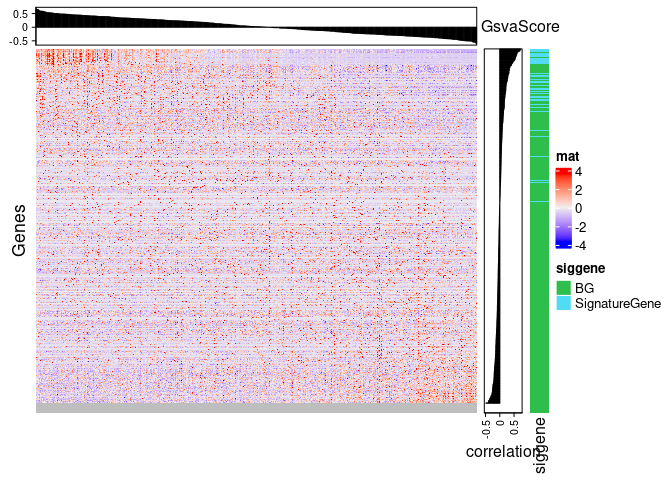 0.5
0
-0.5
GsvaScore
Genes
mat
4
2
0
-2
-4
siggene
BG
SignatureGene
-0.5
0
0.5
correlation
siggene